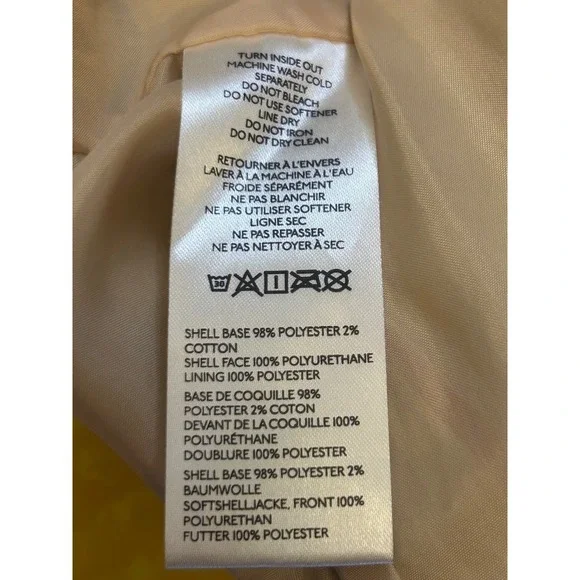 TURN INSIDE OUT
MACHINE WASH COLD
SEPARATELY
DO NOT BLEACH
DO NOT USE SOFTENER
LINE DRY
DO NOT IRON
DO NOT DRY CLEAN
RETOURNER À L'ENVERS
LAVER À LA MACHINE À L'EAU
FROIDE SÉPARÉMENT
NE PAS BLANCHIR
NE PAS UTILISER SOFTENER
LIGNE SEC
NE PAS REPASSER
NE PAS NETTOYER À SEC
30
SHELL BASE 98% POLYESTER 2%
COTTON
SHELL FACE 100% POLYURETHANE
LINING 100% POLYESTER
BASE DE COQUILLE 98%
POLYESTER 2% COTON
DEVANT DE LA COQUILLE 100%
POLYURÉTHANE
DOUBLURE 100% POLYESTER
SHELL BASE 98% POLYESTER 2%
BAUMWOLLE
SOFTSHELLJACKE, FRONT 100%
POLYURETHAN
FUTTER 100% POLYESTER